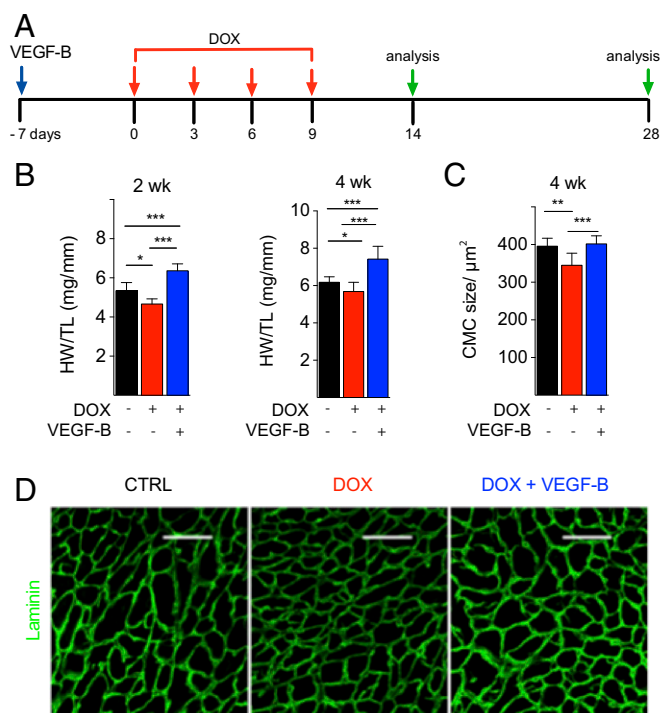 A
VEGF-B
DOX
analysis
analysis
- 7 days 0 3 6 9 14 28
B
2 wk
HW/TL (mg/mm)
8
6
4
2
***
***
*
DOX - + +
VEGF-B - - +
4 wk
HW/TL (mg/mm)
10
8
6
4
2
***
***
*
- + +
- - +
DOX
VEGF-B
C
4 wk
CMC size/ µm²
400
300
200
100
**
***
DOX - + +
VEGF-B - - +
D
CTRL DOX DOX + VEGF-B
Laminin